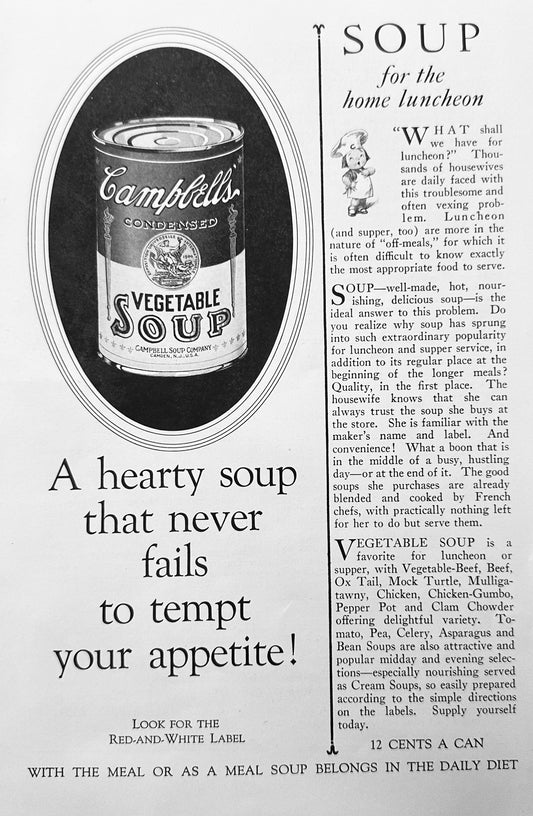 Campbell's
CONDENSED
VEGETABLE
SOUP
CAMPBELL SOUP COMPANY
CAMDEN, N.J., U.S.A.
A hearty soup
that never
fails
to tempt
your appetite!
LOOK FOR THE
RED-AND-WHITE LABEL
SOUP
for the
home luncheon
"WHAT shall
we have for
luncheon?" Thou-
sands of housewives
are daily faced with
this troublesome and
often vexing prob-
lem. Luncheon
(and supper, too) are more in the
nature of "off-meals," for which it
is often difficult to know exactly
the most appropriate food to serve.
SOUP—well-made, hot, nour-
ishing, delicious soup—is the
ideal answer to this problem. Do
you realize why soup has sprung
into such extraordinary popularity
for luncheon and supper service, in
addition to its regular place at the
beginning of the longer meals?
Quality, in the first place. The
housewife knows that she can
always trust the soup she buys at
the store. She is familiar with the
maker's name and label. And
convenience! What a boon that is
in the middle of a busy, hustling
day—or at the end of it. The good
soups she purchases are already
blended and cooked by French
chefs, with practically nothing left
for her to do but serve them.
VEGETABLE SOUP is a
favorite for luncheon or
supper, with Vegetable-Beef, Beef,
Ox Tail, Mock Turtle, Mulliga-
tawny, Chicken, Chicken-Gumbo,
Pepper Pot and Clam Chowder
offering delightful variety. To-
mato, Pea, Celery, Asparagus and
Bean Soups are also attractive and
popular midday and evening selec-
tions—especially nourishing served
as Cream Soups, so easily prepared
according to the simple directions
on the labels. Supply yourself
today.
12 CENTS A CAN
WITH THE MEAL OR AS A MEAL SOUP BELONGS IN THE DAILY DIET